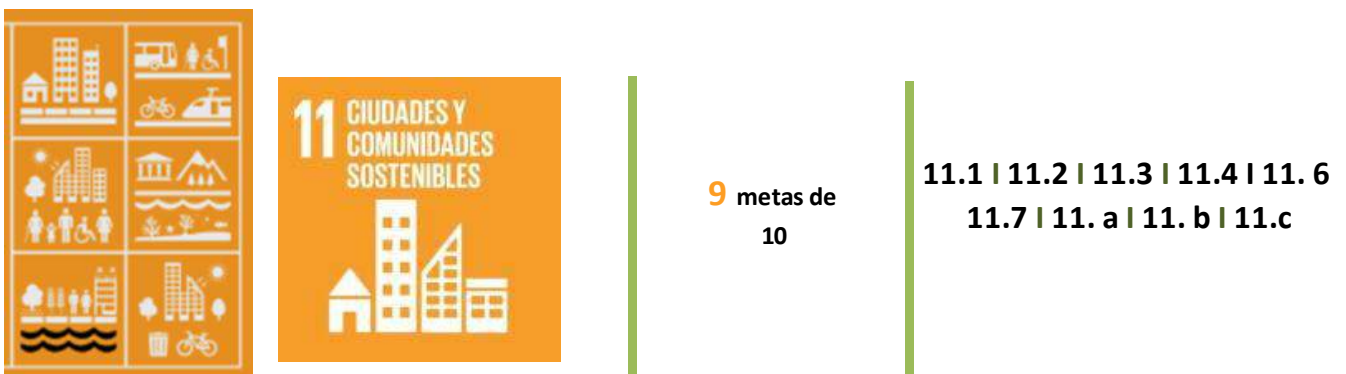 11 CIUDADES Y
COMUNIDADES
SOSTENIBLES
9 metas de
10
11.1 I 11.2 I 11.3 I 11.4 I 11. 6
11.7 I 11. a I 11. b I 11.c